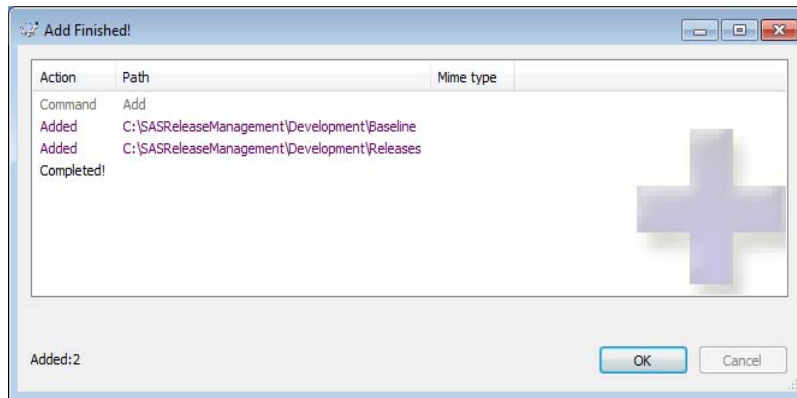 Add Finished!
Action Path Mime type
Command Add
Added C:\SASReleaseManagement\Development\Baseline
Added C:\SASReleaseManagement\Development\Releases
Completed!
Added:2 OK Cancel